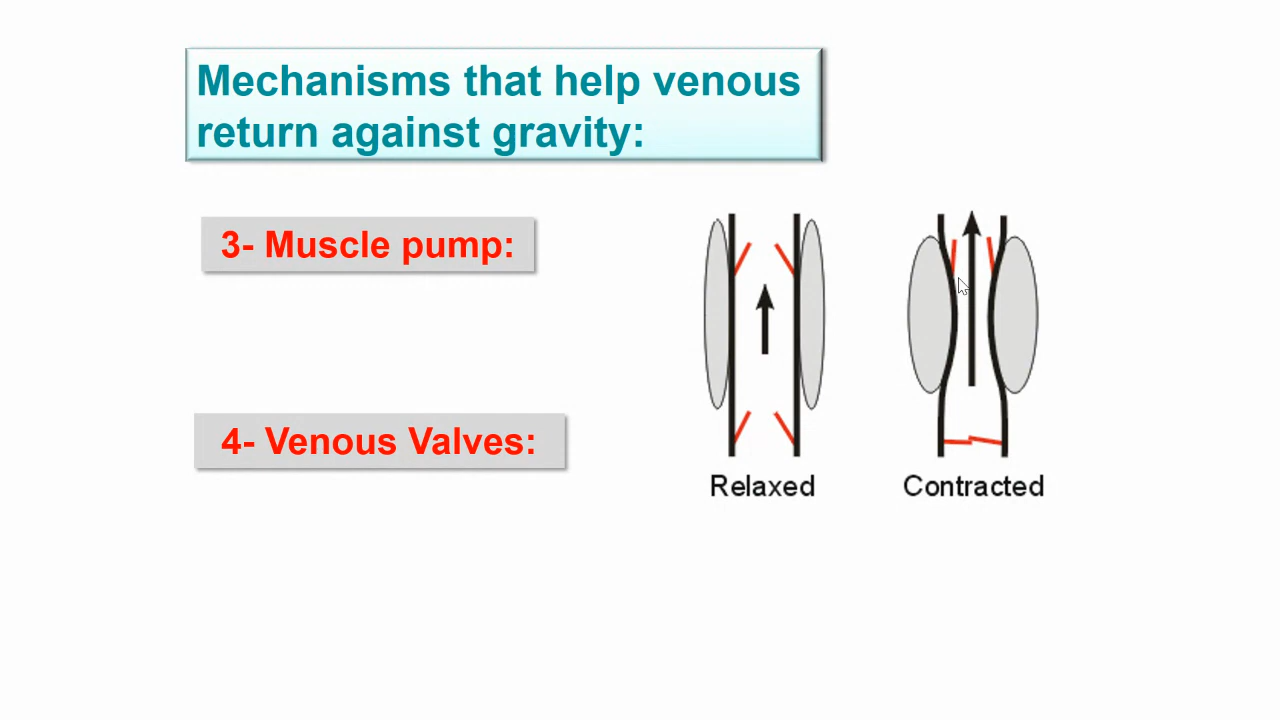 Mechanisms that help venous
return against gravity:
3- Muscle pump:
4- Venous Valves:
Relaxed
Contracted